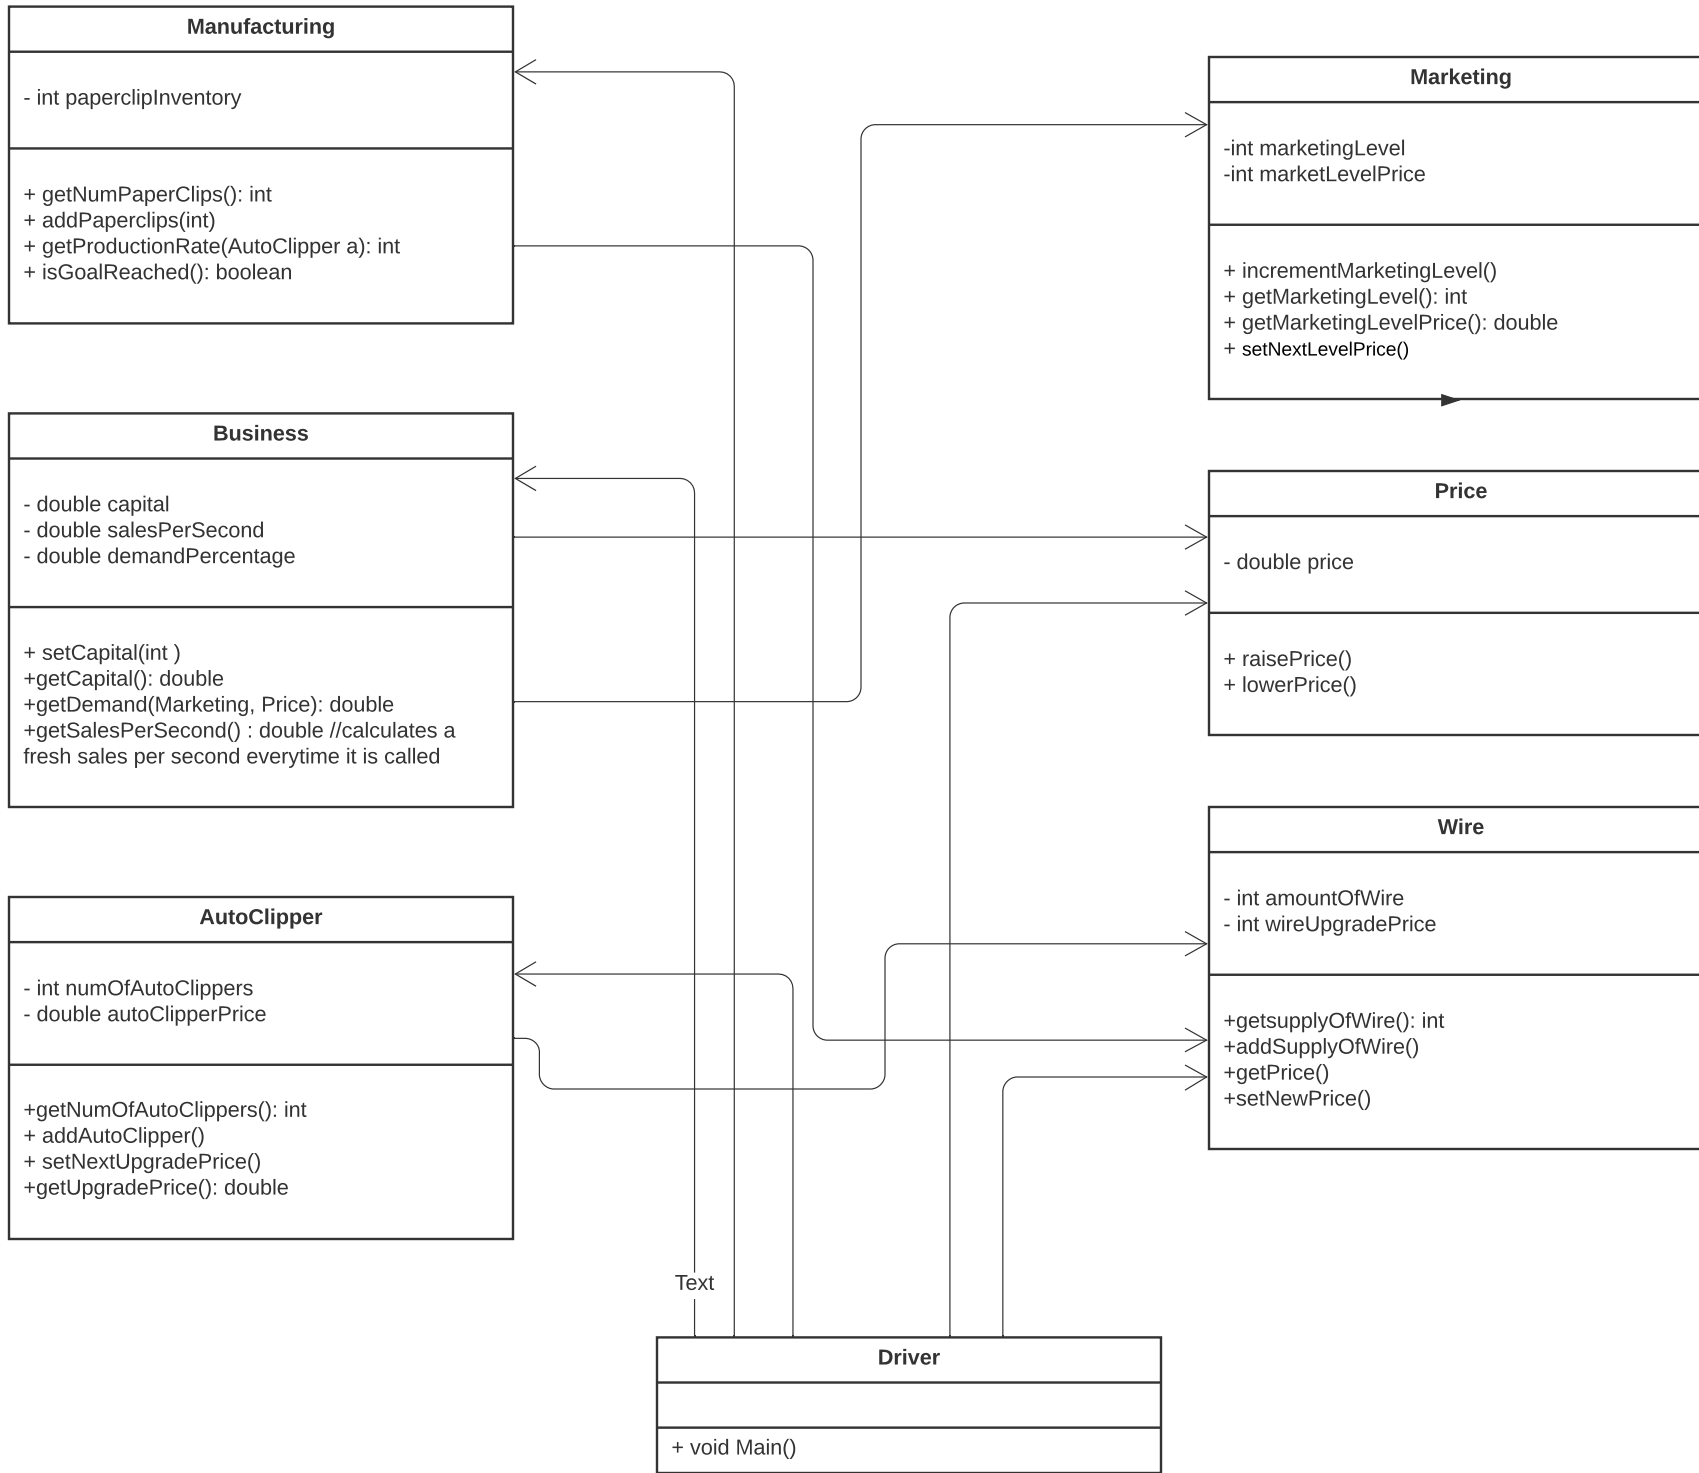 Manufacturing
- int paperclipInventory
+ getNumPaperClips(): int
+ addPaperclips(int)
+ getProductionRate(AutoClipper a): int
+ isGoalReached(): boolean
Business
- double capital
- double salesPerSecond
- double demandPercentage
+ setCapital(int )
+getCapital(): double
+getDemand(Marketing, Price): double
+getSalesPerSecond() : double //calculates a
fresh sales per second everytime it is called
AutoClipper
- int numOfAutoClippers
- double autoClipperPrice
+getNumOfAutoClippers(): int
+ addAutoClipper()
+ setNextUpgradePrice()
+getUpgradePrice(): double
Marketing
-int marketingLevel
-int marketLevelPrice
+ incrementMarketingLevel()
+ getMarketingLevel(): int
+ getMarketingLevelPrice(): double
+ setNextLevelPrice()
Price
- double price
+ raisePrice()
+ lowerPrice()
Wire
- int amountOfWire
- int wireUpgradePrice
+getsupplyOfWire(): int
+addSupplyOfWire()
+getPrice()
+setNewPrice()
Text
Driver
+ void Main()